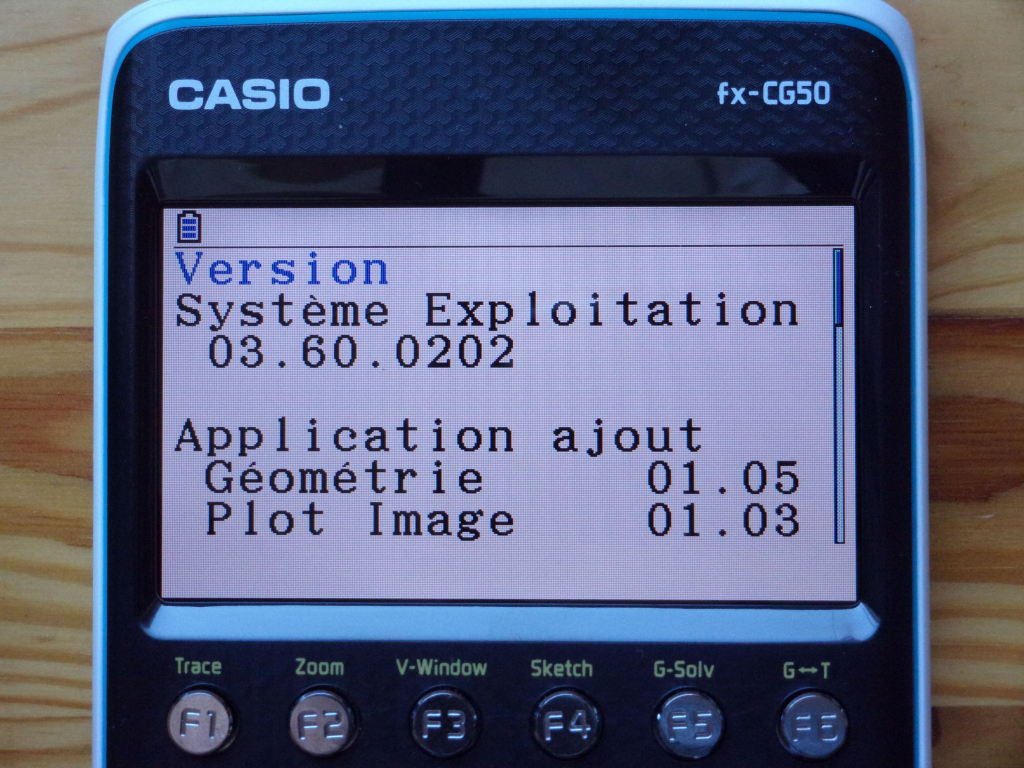 CASIO fx-CG50
Version
Système Exploitation
03.60.0202
Application ajout
Géométrie 01.05
Plot Image 01.03
Trace Zoom V-Window Sketch G-Solv G↔T
F1 F2 F3 F4 F5 F6